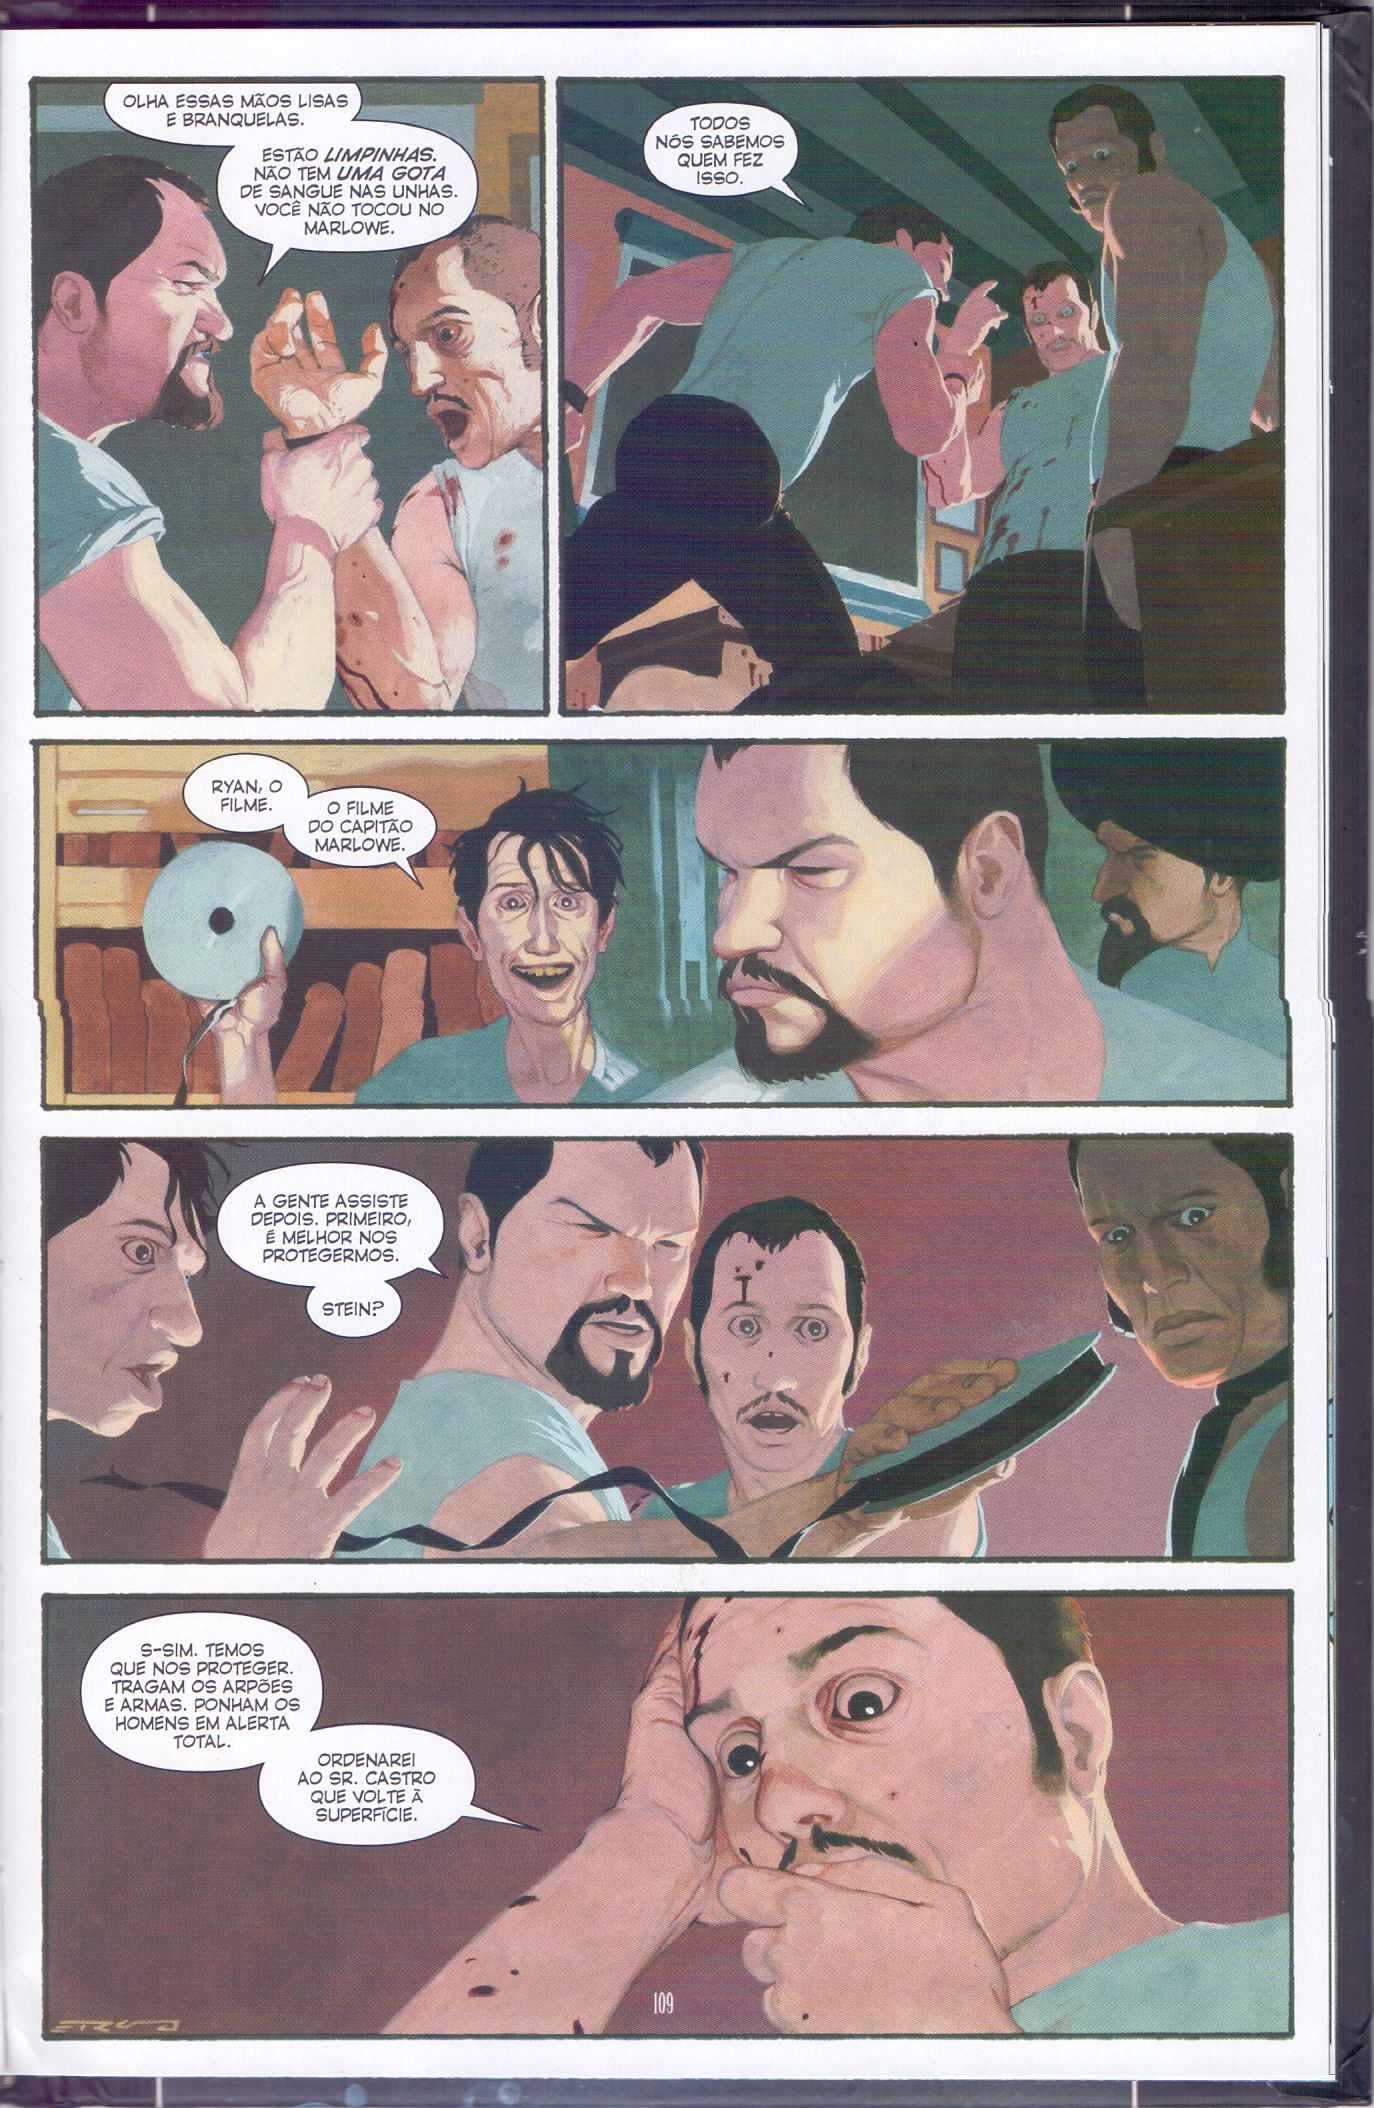 OLHA ESSAS MÃOS LISAS
E BRANQUELAS.
ESTÃO LIMPINHAS.
NÃO TEM UMA GOTA
DE SANGUE NAS UNHAS.
VOCÊ NÃO TOCOU NO
MARLOWE.
TODOS
NÓS SABEMOS
QUEM FEZ
ISSO.
RYAN, O
FILME.
O FILME
DO CAPITÃO
MARLOWE.
A GENTE ASSISTE
DEPOIS. PRIMEIRO,
É MELHOR NOS
PROTEGERMOS.
STEIN?
S-SIM. TEMOS
QUE NOS PROTEGER.
TRAGAM OS ARPÕES
E ARMAS. PONHAM OS
HOMENS EM ALERTA
TOTAL.
ORDENAREI
AO SR. CASTRO
QUE VOLTE À
SUPERFÍCIE.
109